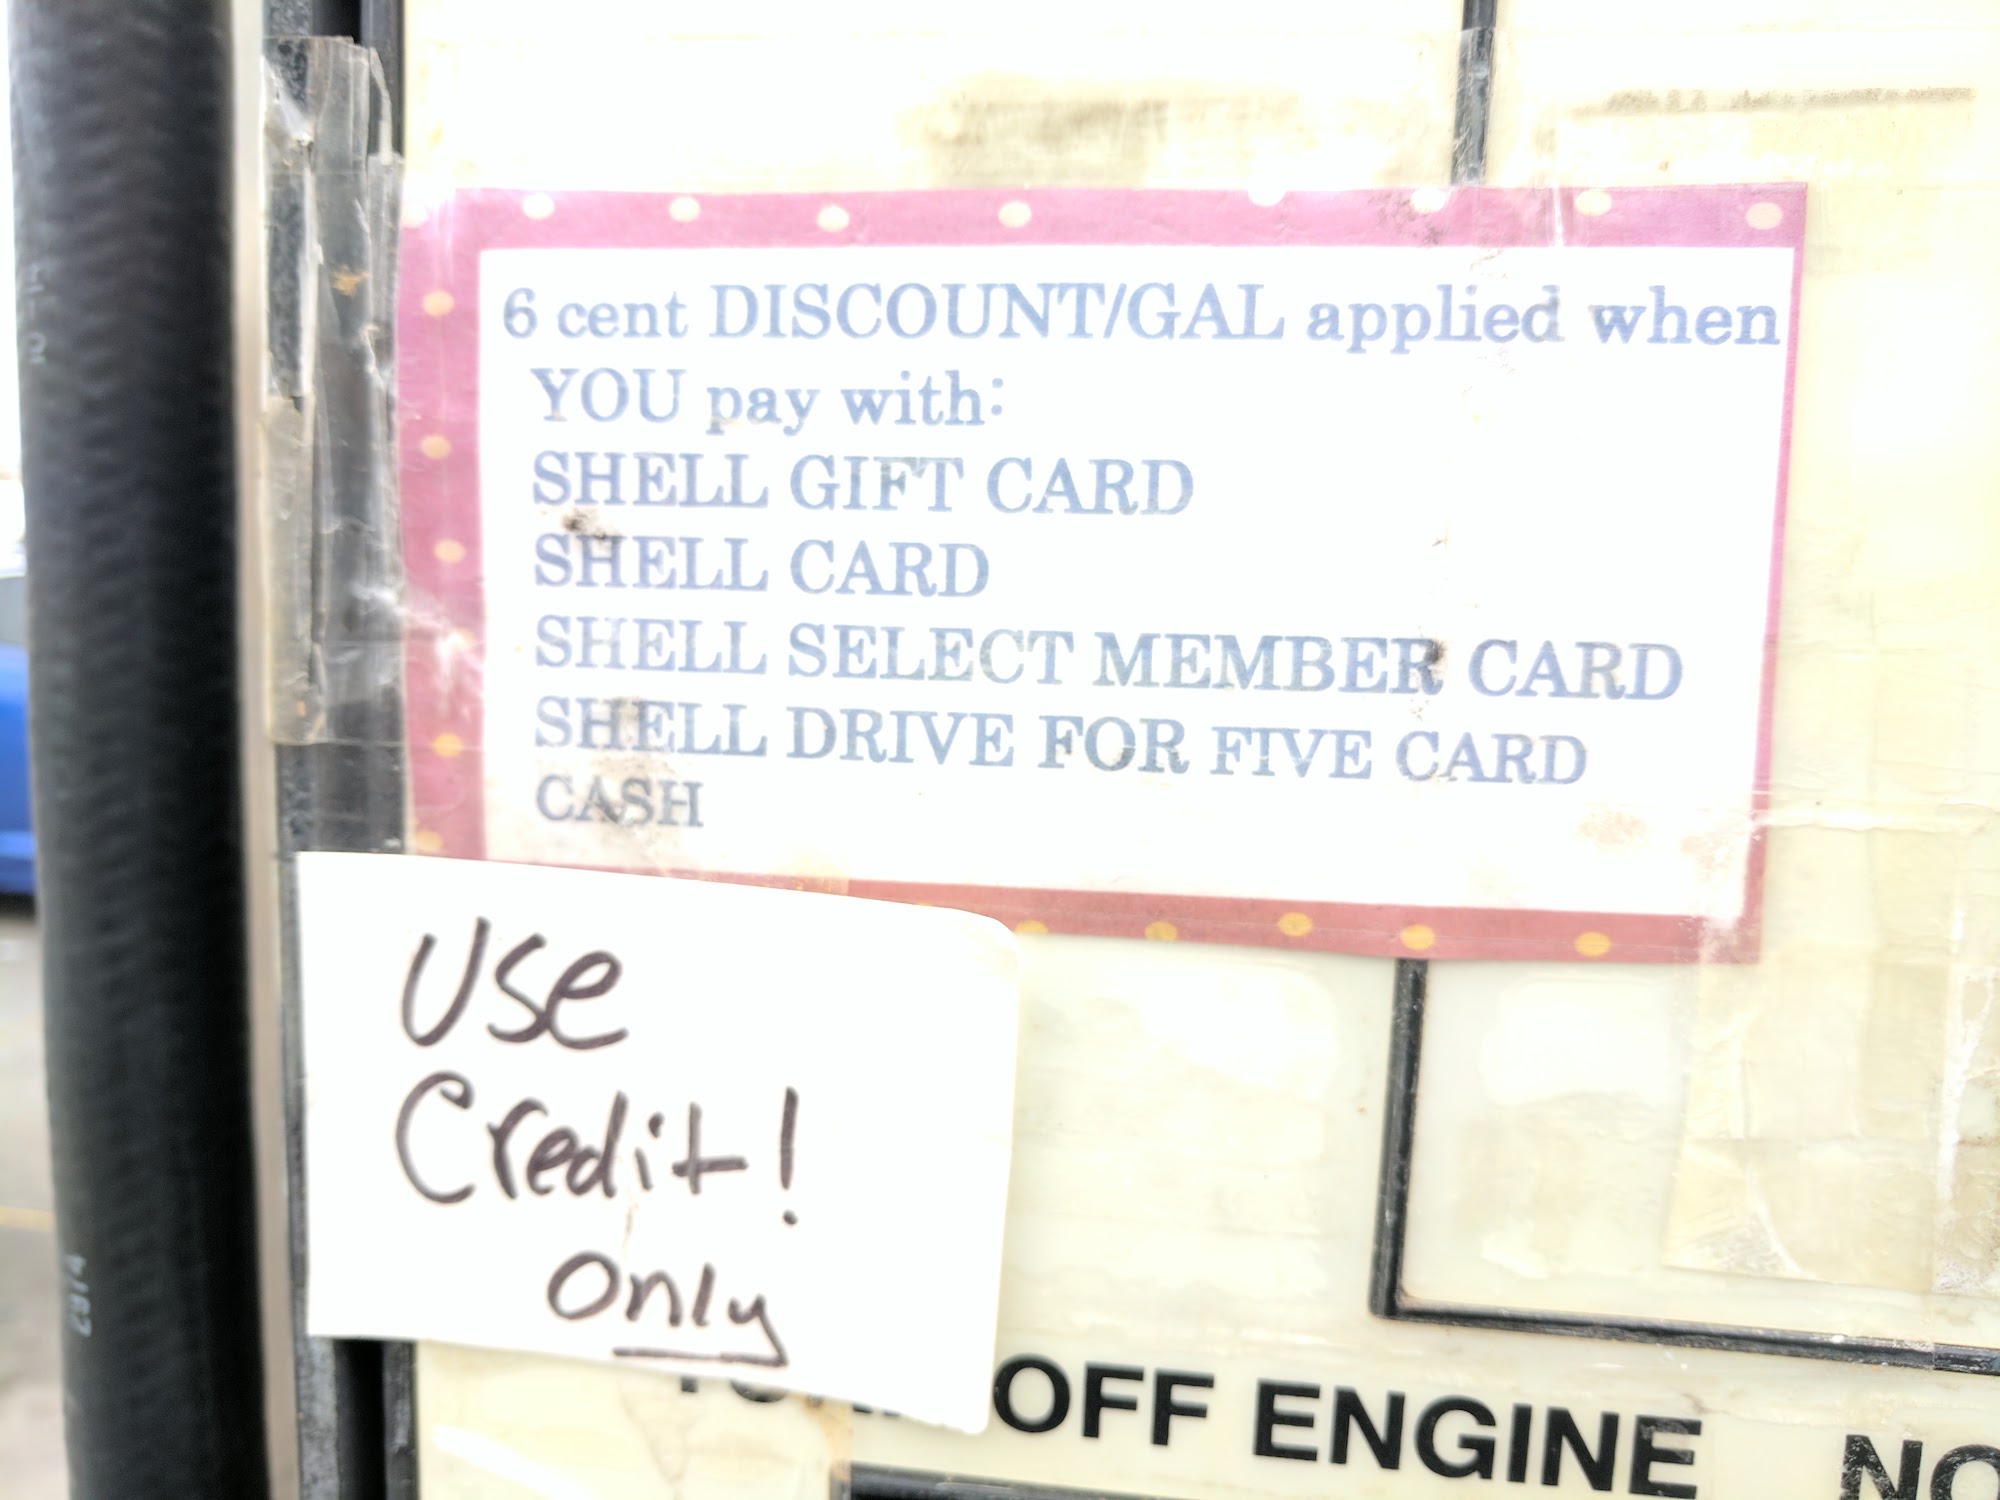 6 cent DISCOUNT/GAL applied when
YOU pay with:
SHELL GIFT CARD
SHELL CARD
SHELL SELECT MEMBER CARD
SHELL DRIVE FOR FIVE CARD
CASH
Use
Credit!
only
OFF ENGINE NO